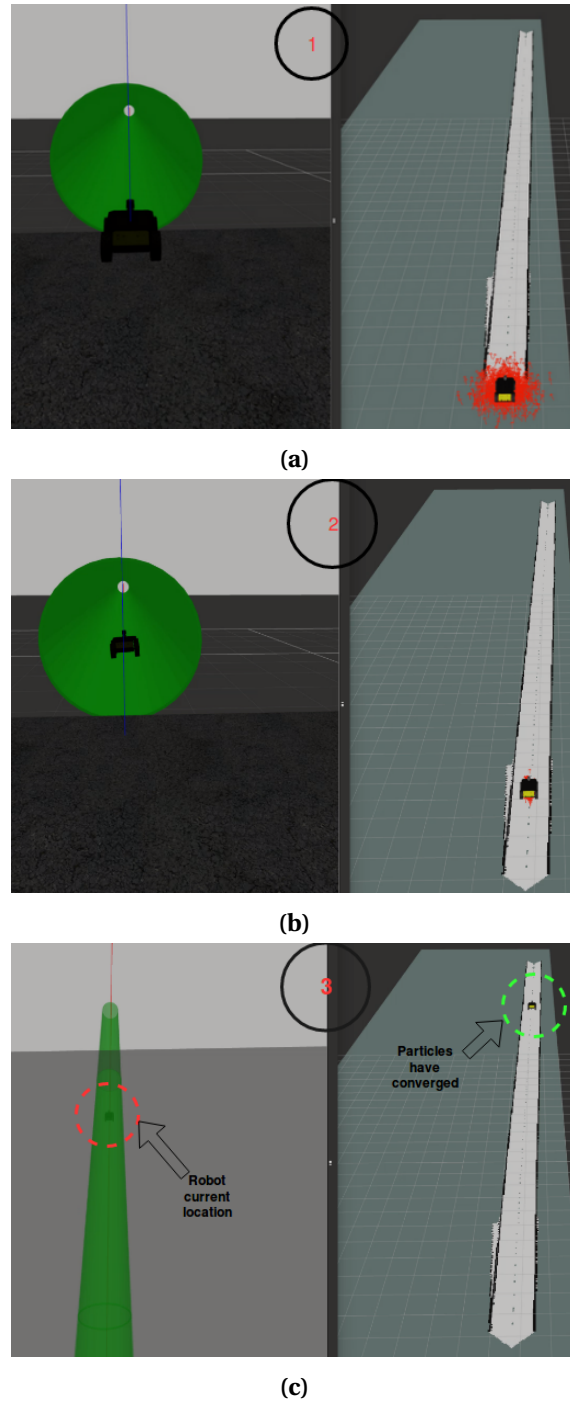 1
(a)
2
(b)
3
Particles
have
converged
Robot
current
location
(c)